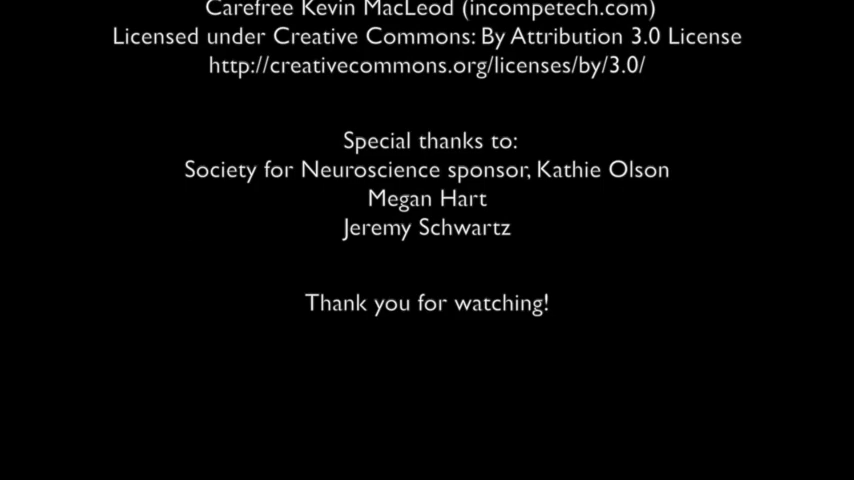 Carefree Kevin MacLeod (incompetech.com)
Licensed under Creative Commons: By Attribution 3.0 License
http://creativecommons.org/licenses/by/3.0/
Special thanks to:
Society for Neuroscience sponsor, Kathie Olson
Megan Hart
Jeremy Schwartz
Thank you for watching!